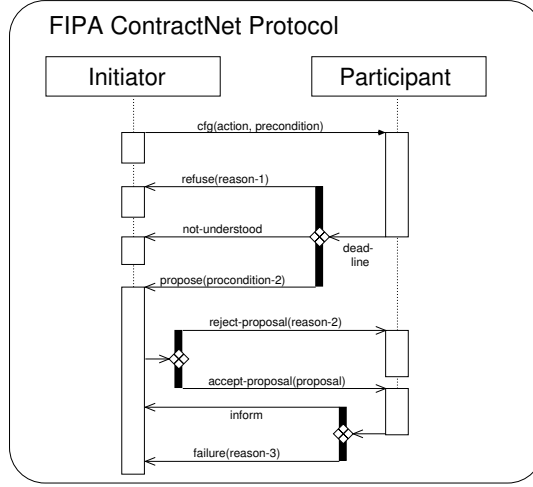 FIPA ContractNet Protocol
Initiator
Participant
cfg(action, precondition)
refuse(reason-1)
not-understood
dead-
line
propose(procondition-2)
reject-proposal(reason-2)
accept-proposal(proposal)
inform
failure(reason-3)